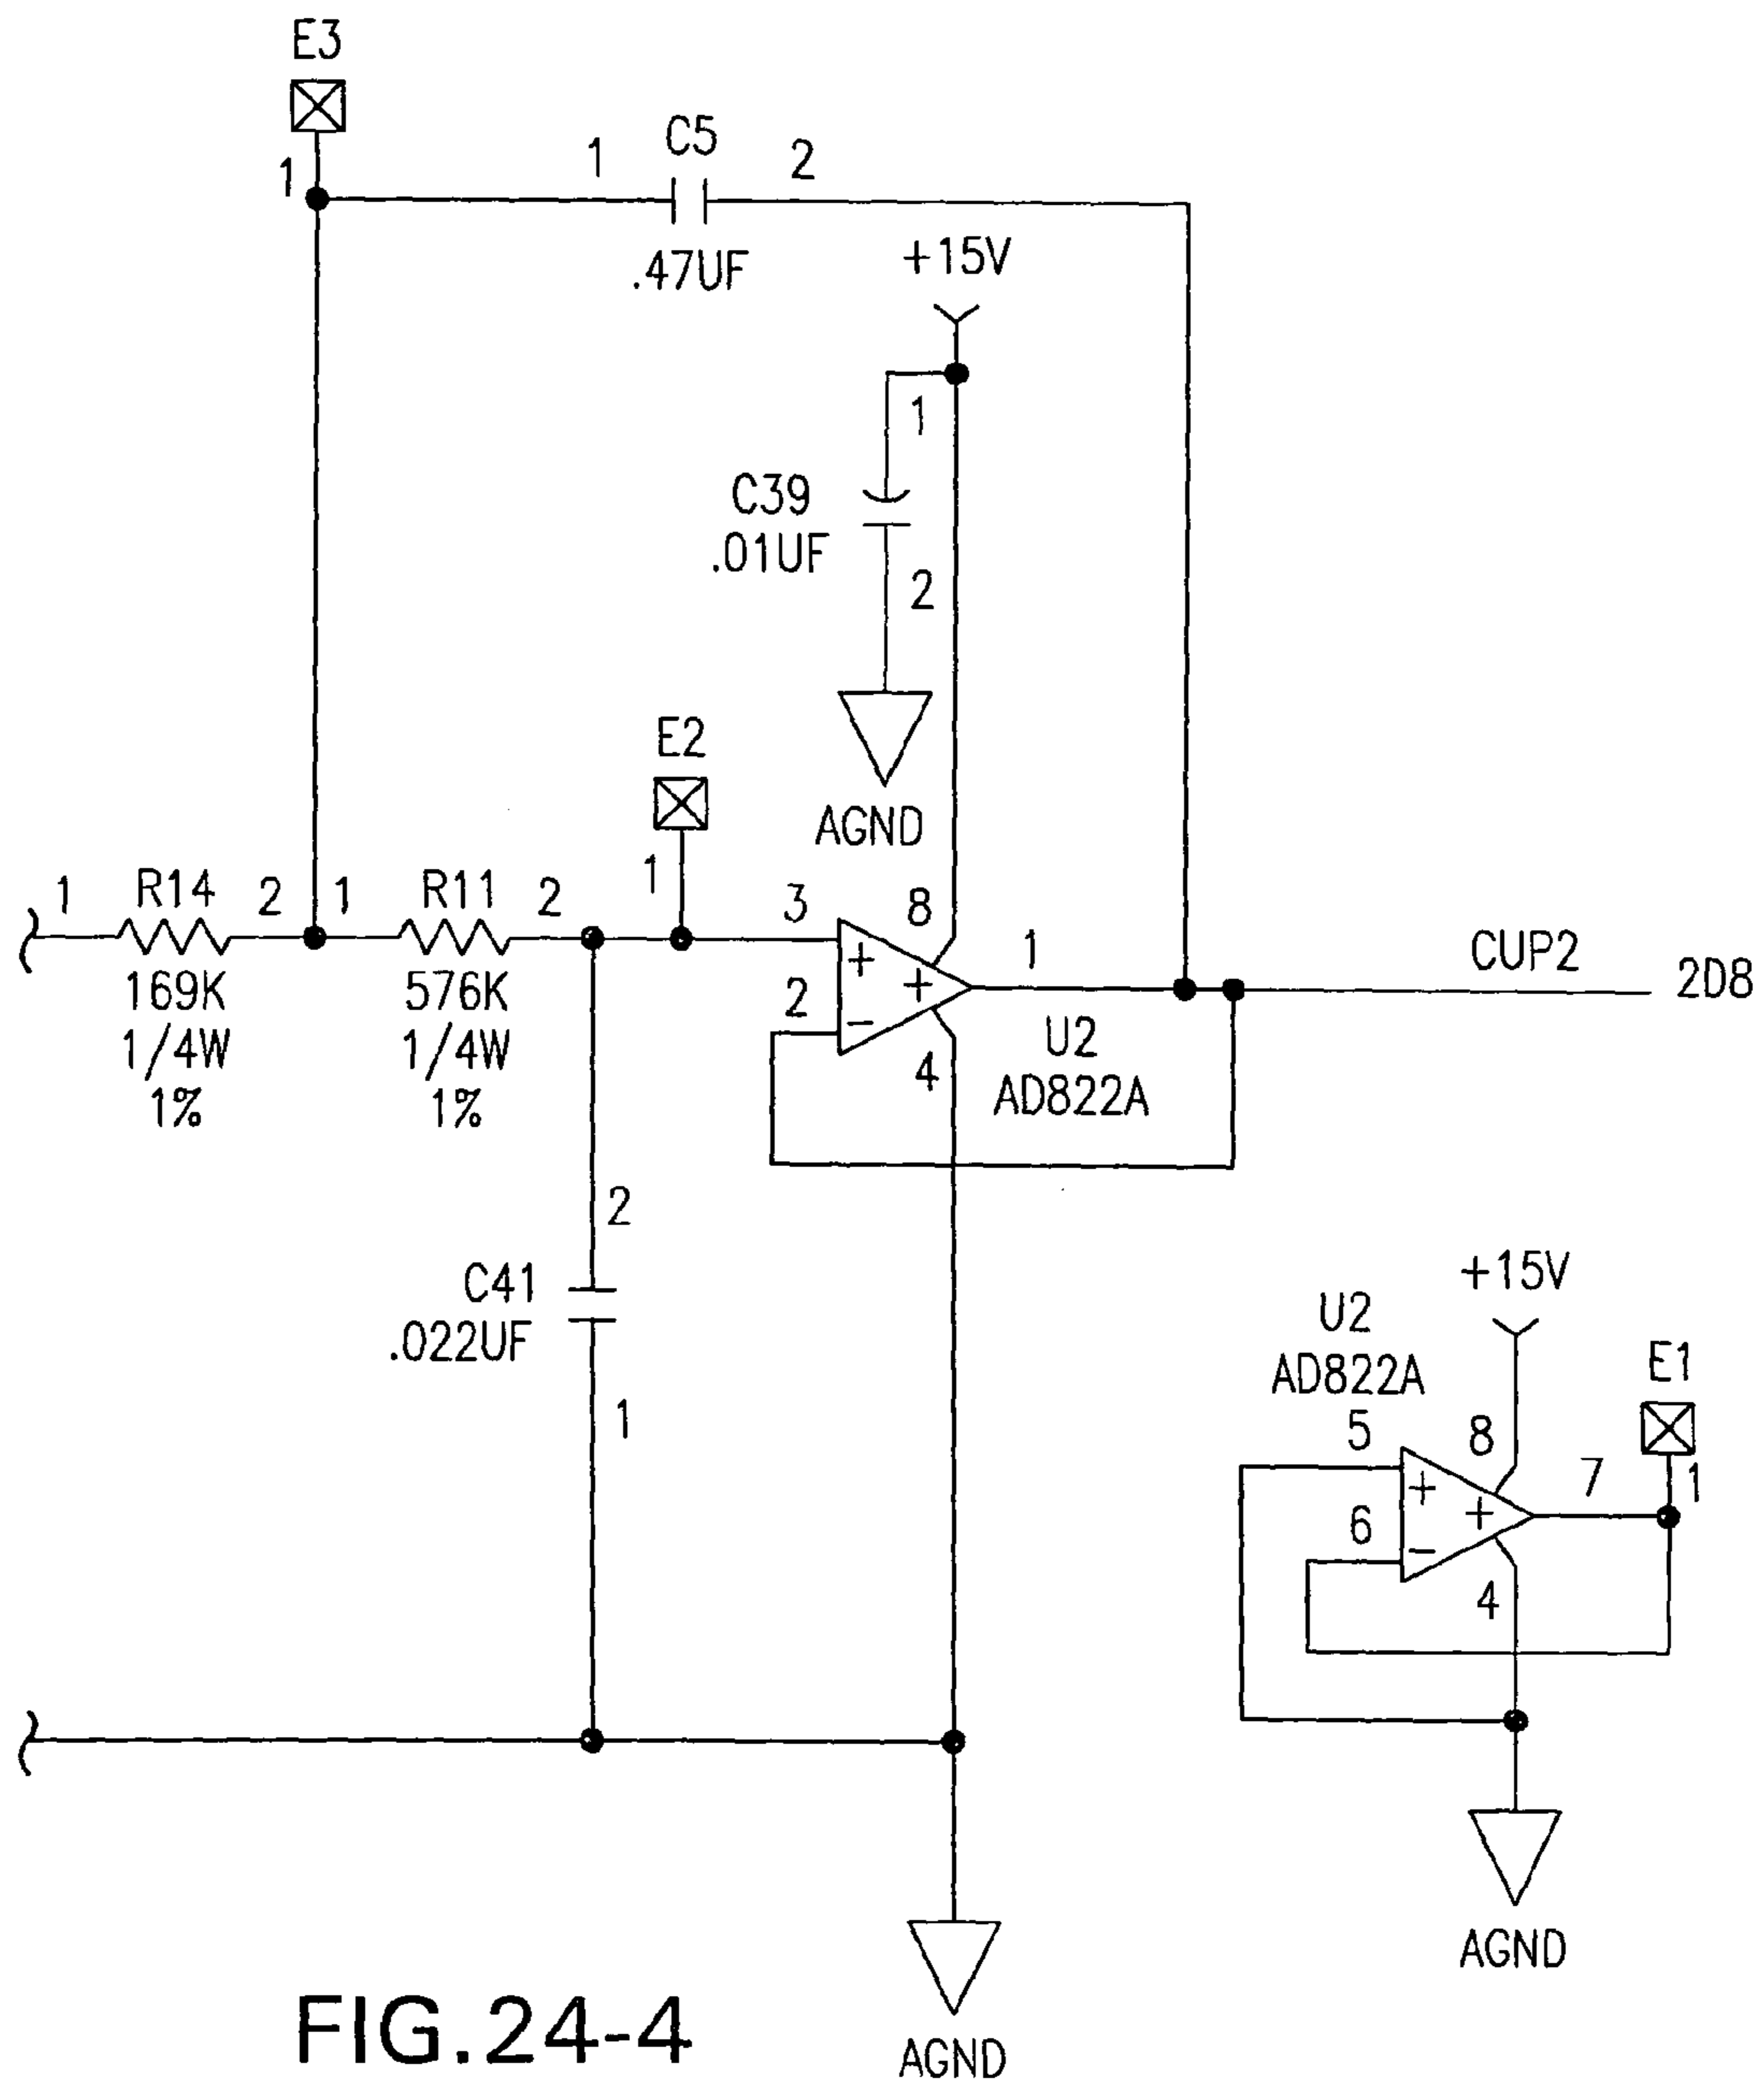 E3
1
1
C5
2
.47UF
+15V
1
C39
.01UF
2
AGND
E2
1
1
R14
2
1
R11
2
169K
1/4W
1%
576K
1/4W
1%
3
8
+
+
1
2
−
4
U2
AD822A
CUP2
2D8
2
C41
.022UF
1
+15V
U2
AD822A
E1
5
8
7
1
+
+
6
−
4
AGND
AGND
FIG.24-4